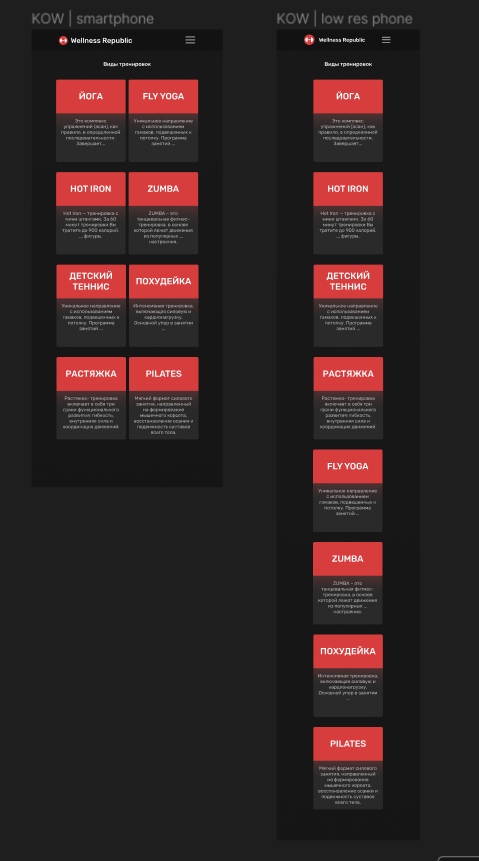 KOW | smartphone
Wellness Republic
Виды тренировок
ЙОГА
Это комплекс
упражнений (асан), как
правило, в определенной
последовательности.
Завершает...
FLY YOGA
Уникальное направление
с использованием
гамаков, подвешенных к
потолку. Программа
занятия ...
HOT IRON
Hot Iron — тренировка с
мини штангами. За 60
минут тренировки Вы
тратите до 900 калорий.
... фигуры.
ZUMBA
ZUMBA - это
танцевальная фитнес-
тренировка, в основе
которой лежат движения
из популярных ...
настроение.
ДЕТСКИЙ
ТЕННИС
Уникальное направление
с использованием
гамаков, подвешенных к
потолку. Программа
занятия ...
ПОХУДЕЙКА
Интенсивная тренировка,
включающая силовую и
кардионагрузку.
Основной упор в занятии
...
РАСТЯЖКА
Растяжка- тренировка
включает в себя три
грани функционального
развития: гибкость,
внутренняя сила и
координация движений.
PILATES
Мягкий формат силового
занятия, направленный
на формирование
мышечного корсета,
восстановление осанки и
подвижность суставов
всего тела.
KOW | low res phone
Wellness Republic
Виды тренировок
ЙОГА
Это комплекс
упражнений (асан), как
правило, в определенной
последовательности.
Завершает...
HOT IRON
Hot Iron — тренировка с
мини штангами. За 60
минут тренировки Вы
тратите до 900 калорий.
... фигуры.
ДЕТСКИЙ
ТЕННИС
Уникальное направление
с использованием
гамаков, подвешенных к
потолку. Программа
занятия ...
РАСТЯЖКА
Растяжка- тренировка
включает в себя три
грани функционального
развития: гибкость,
внутренняя сила и
координация движений.
FLY YOGA
Уникальное направление
с использованием
гамаков, подвешенных к
потолку. Программа
занятия ...
ZUMBA
ZUMBA - это
танцевальная фитнес-
тренировка, в основе
которой лежат движения
из популярных ...
настроение.
ПОХУДЕЙКА
Интенсивная тренировка,
включающая силовую и
кардионагрузку.
Основной упор в занятии
...
PILATES
Мягкий формат силового
занятия, направленный
на формирование
мышечного корсета,
восстановление осанки и
подвижность суставов
всего тела.